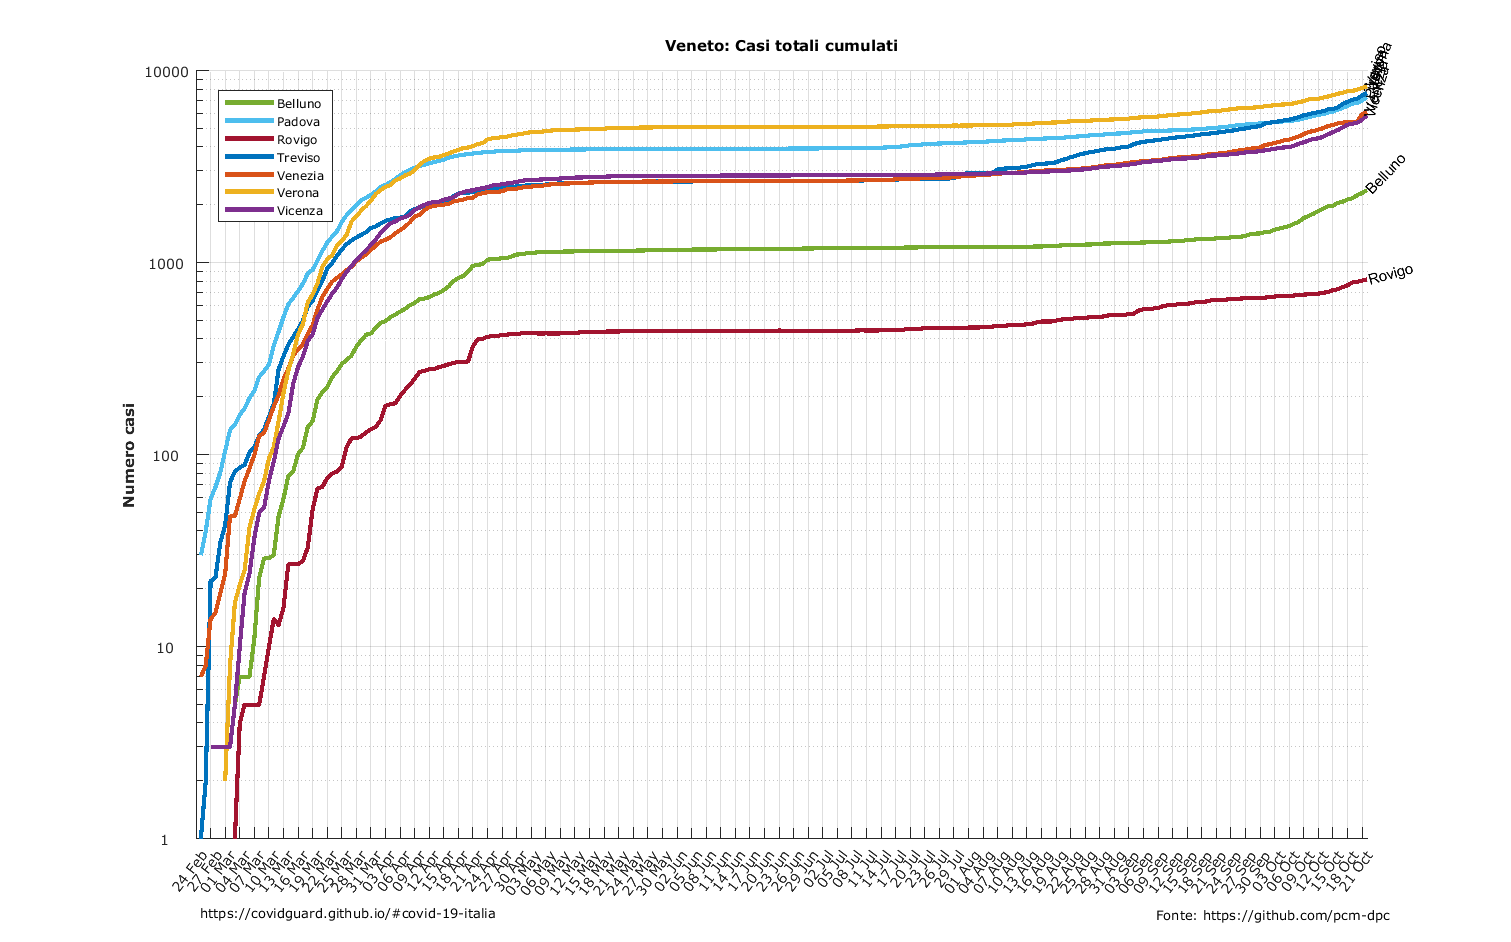 Veneto: Casi totali cumulati
10000
1000
100
10
1
Numero casi
Belluno
Padova
Rovigo
Treviso
Venezia
Verona
Vicenza
Vicenza
Belluno
Rovigo
24 Feb
27 Feb
01 Mar
04 Mar
07 Mar
10 Mar
13 Mar
16 Mar
19 Mar
22 Mar
25 Mar
28 Mar
31 Mar
03 Apr
06 Apr
09 Apr
12 Apr
15 Apr
18 Apr
21 Apr
24 Apr
27 Apr
30 Apr
03 May
06 May
09 May
12 May
15 May
18 May
21 May
24 May
27 May
30 May
02 Jun
05 Jun
08 Jun
11 Jun
14 Jun
17 Jun
20 Jun
23 Jun
26 Jun
29 Jun
02 Jul
05 Jul
08 Jul
11 Jul
14 Jul
17 Jul
20 Jul
23 Jul
26 Jul
29 Jul
01 Aug
04 Aug
07 Aug
10 Aug
13 Aug
16 Aug
19 Aug
22 Aug
25 Aug
28 Aug
31 Aug
03 Sep
06 Sep
09 Sep
12 Sep
15 Sep
18 Sep
21 Sep
24 Sep
27 Sep
30 Sep
03 Oct
06 Oct
09 Oct
12 Oct
15 Oct
18 Oct
21 Oct
https://covidguard.github.io/#covid-19-italia
Fonte: https://github.com/pcm-dpc